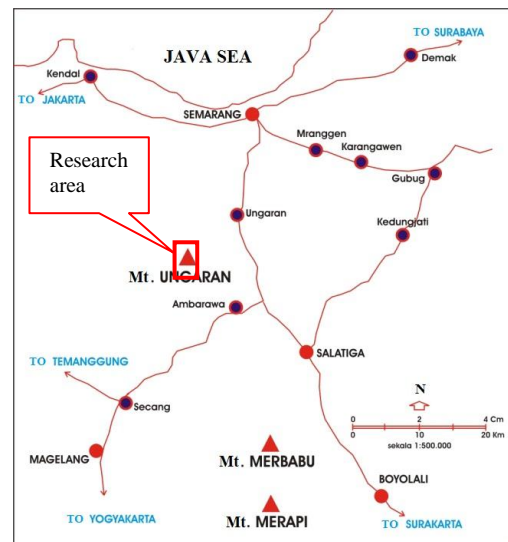 TO SURABAYA
JAVA SEA
Demak
Kendal
TO JAKARTA
SEMARANG
Mranggen
Karangawen
Gubug
Research
area
Ungaran
Kedungjati
Mt. UNGARAN
Ambarawa
SALATIGA
TO TEMANGGUNG
Secang
N
0 2 4 Cm
0 10 20 Km
sekala 1:500.000
MAGELANG
Mt. MERBABU
BOYOLALI
TO YOGYAKARTA
Mt. MERAPI
TO SURAKARTA